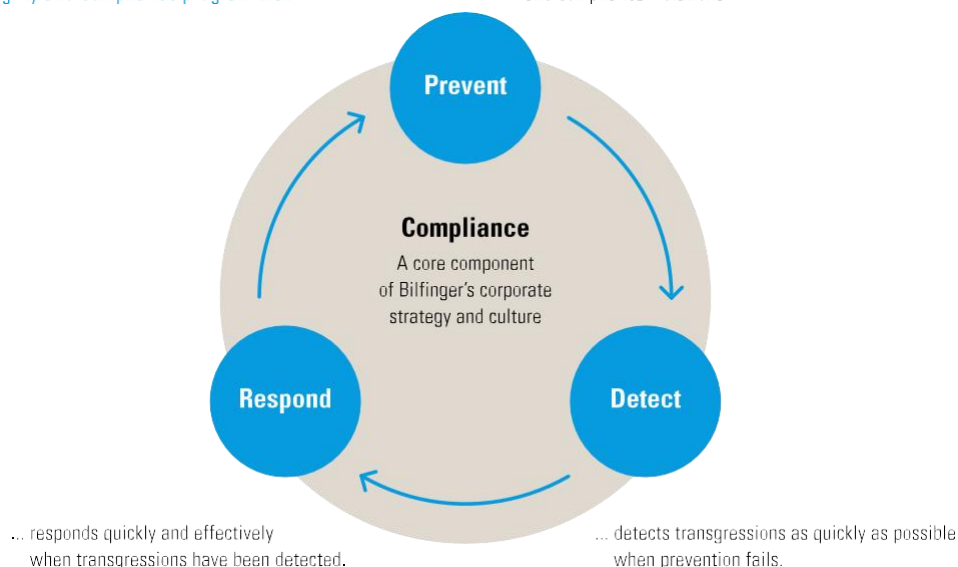 Prevent
Compliance
A core component
of Bilfinger's corporate
strategy and culture
Respond
Detect
... responds quickly and effectively
when transgressions have been detected.
... detects transgressions as quickly as possible
when prevention fails.